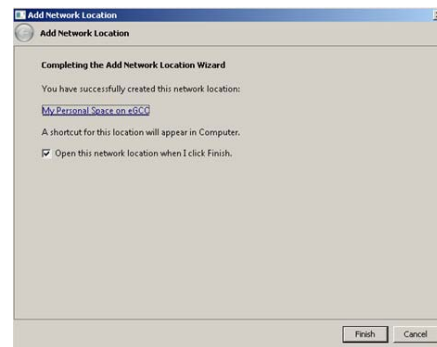 Add Network Location
Add Network Location
Completing the Add Network Location Wizard
You have successfully created this network location:
My Personal Space on eGCC
A shortcut for this location will appear in Computer.
Open this network location when I click Finish.
Finish Cancel